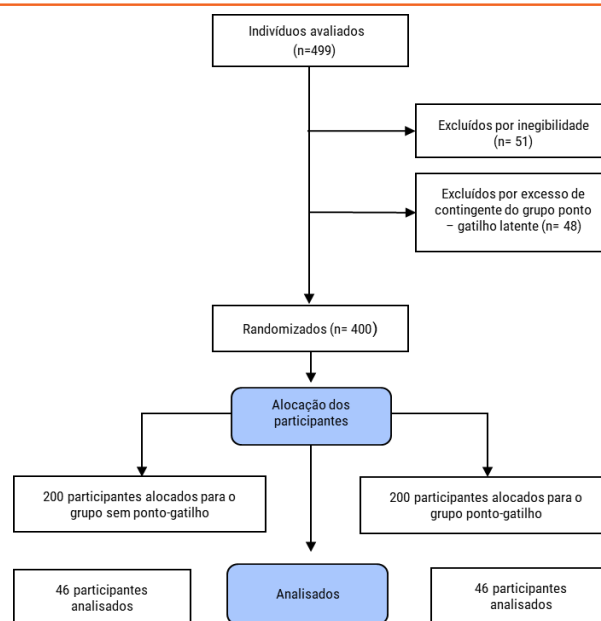 Indivíduos avaliados
(n=499)
Excluídos por inegibilidade
(n= 51)
Excluídos por excesso de
contingente do grupo ponto
– gatilho latente (n= 48)
Randomizados (n= 400)
Alocação dos
participantes
200 participantes alocados para o
grupo sem ponto-gatilho
200 participantes alocados para o
grupo ponto-gatilho
46 participantes
analisados
Analisados
46 participantes
analisados